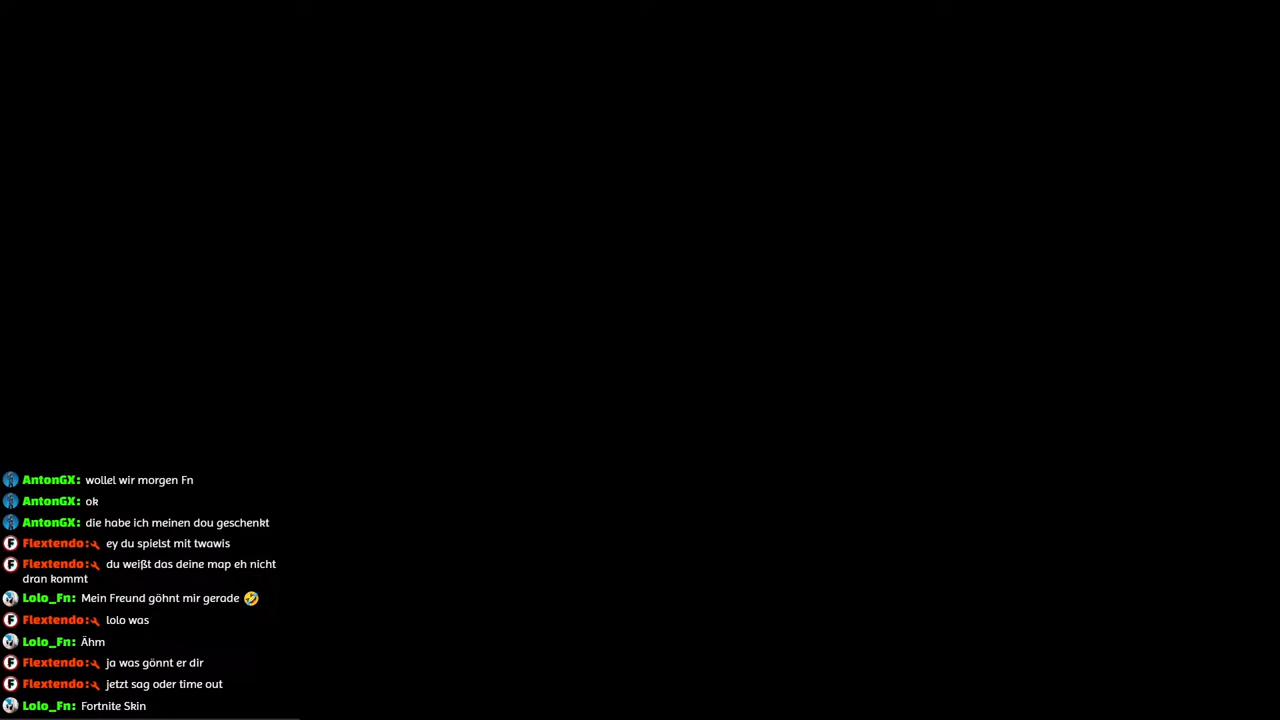 AntonGX: wollel wir morgen Fn
AntonGX: ok
AntonGX: die habe ich meinen dou geschenkt
Flextendo: ey du spielst mit twawis
Flextendo: du weißt das deine map eh nicht
dran kommt
Lolo_Fn: Mein Freund göhnt mir gerade 🤣
Flextendo: lolo was
Lolo_Fn: Ähm
Flextendo: ja was gönnt er dir
Flextendo: jetzt sag oder time out
Lolo_Fn: Fortnite Skin